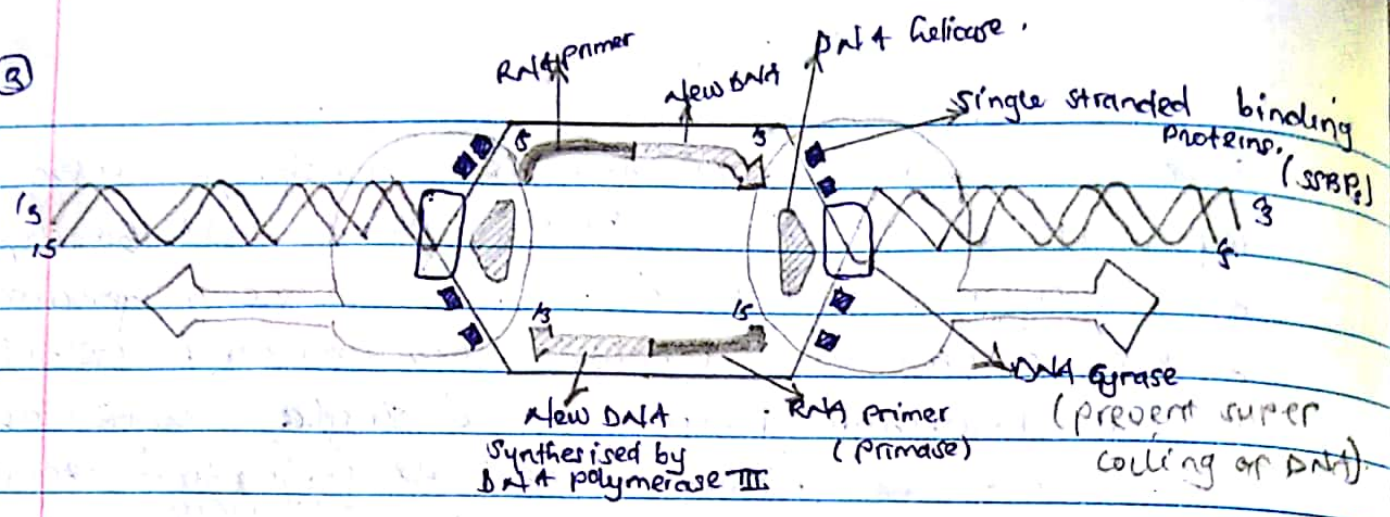 3
RNA primer
New DNA
DNA helicase.
single stranded binding
proteins.
(SSBPs)
5
3
'3
'5
3
5
'3
'5
New DNA.
Synthesised by
DNA polymerase III.
RNA primer
(primase)
DNA Gyrase
(prevent super
coiling of DNA).